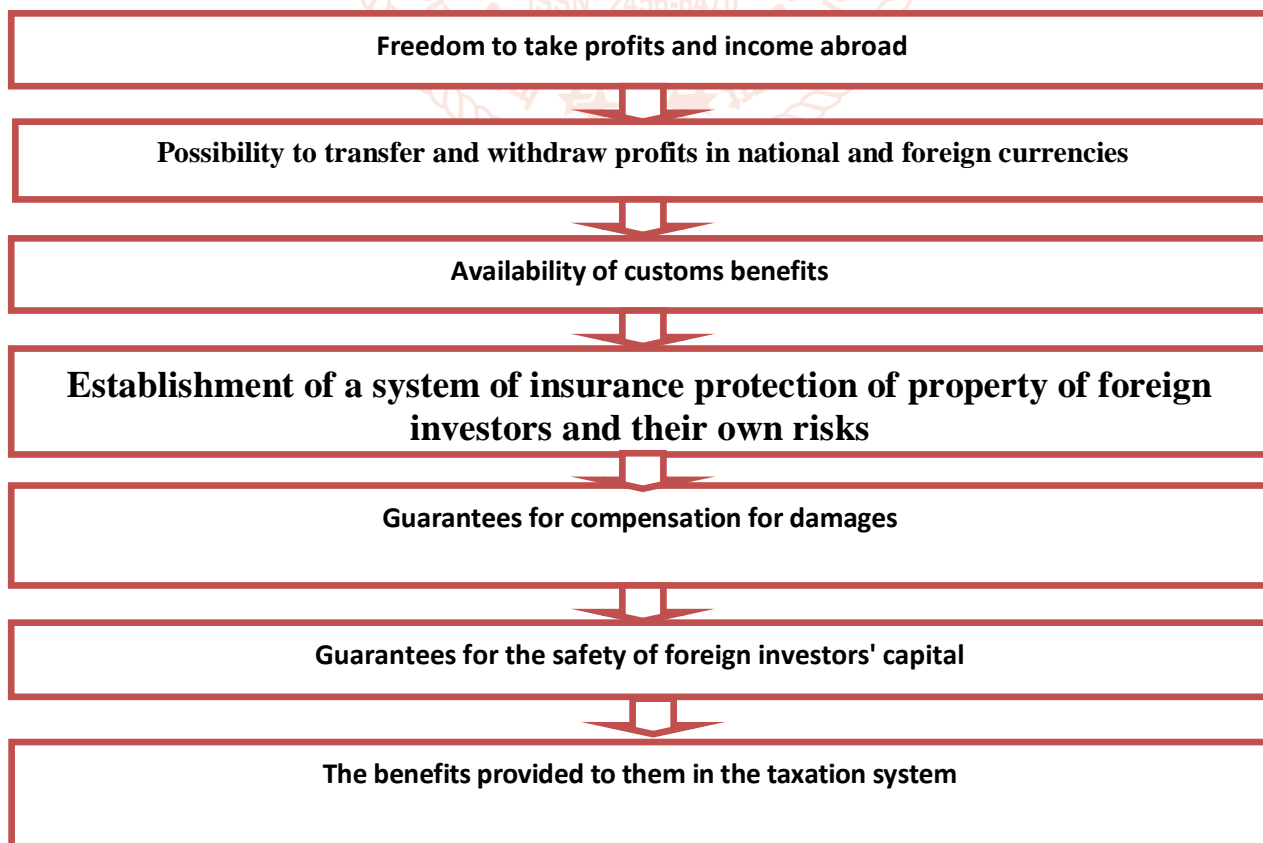 ISSN: 2456-6470
Freedom to take profits and income abroad
Possibility to transfer and withdraw profits in national and foreign currencies
Availability of customs benefits
Establishment of a system of insurance protection of property of foreign
investors and their own risks
Guarantees for compensation for damages
Guarantees for the safety of foreign investors' capital
The benefits provided to them in the taxation system